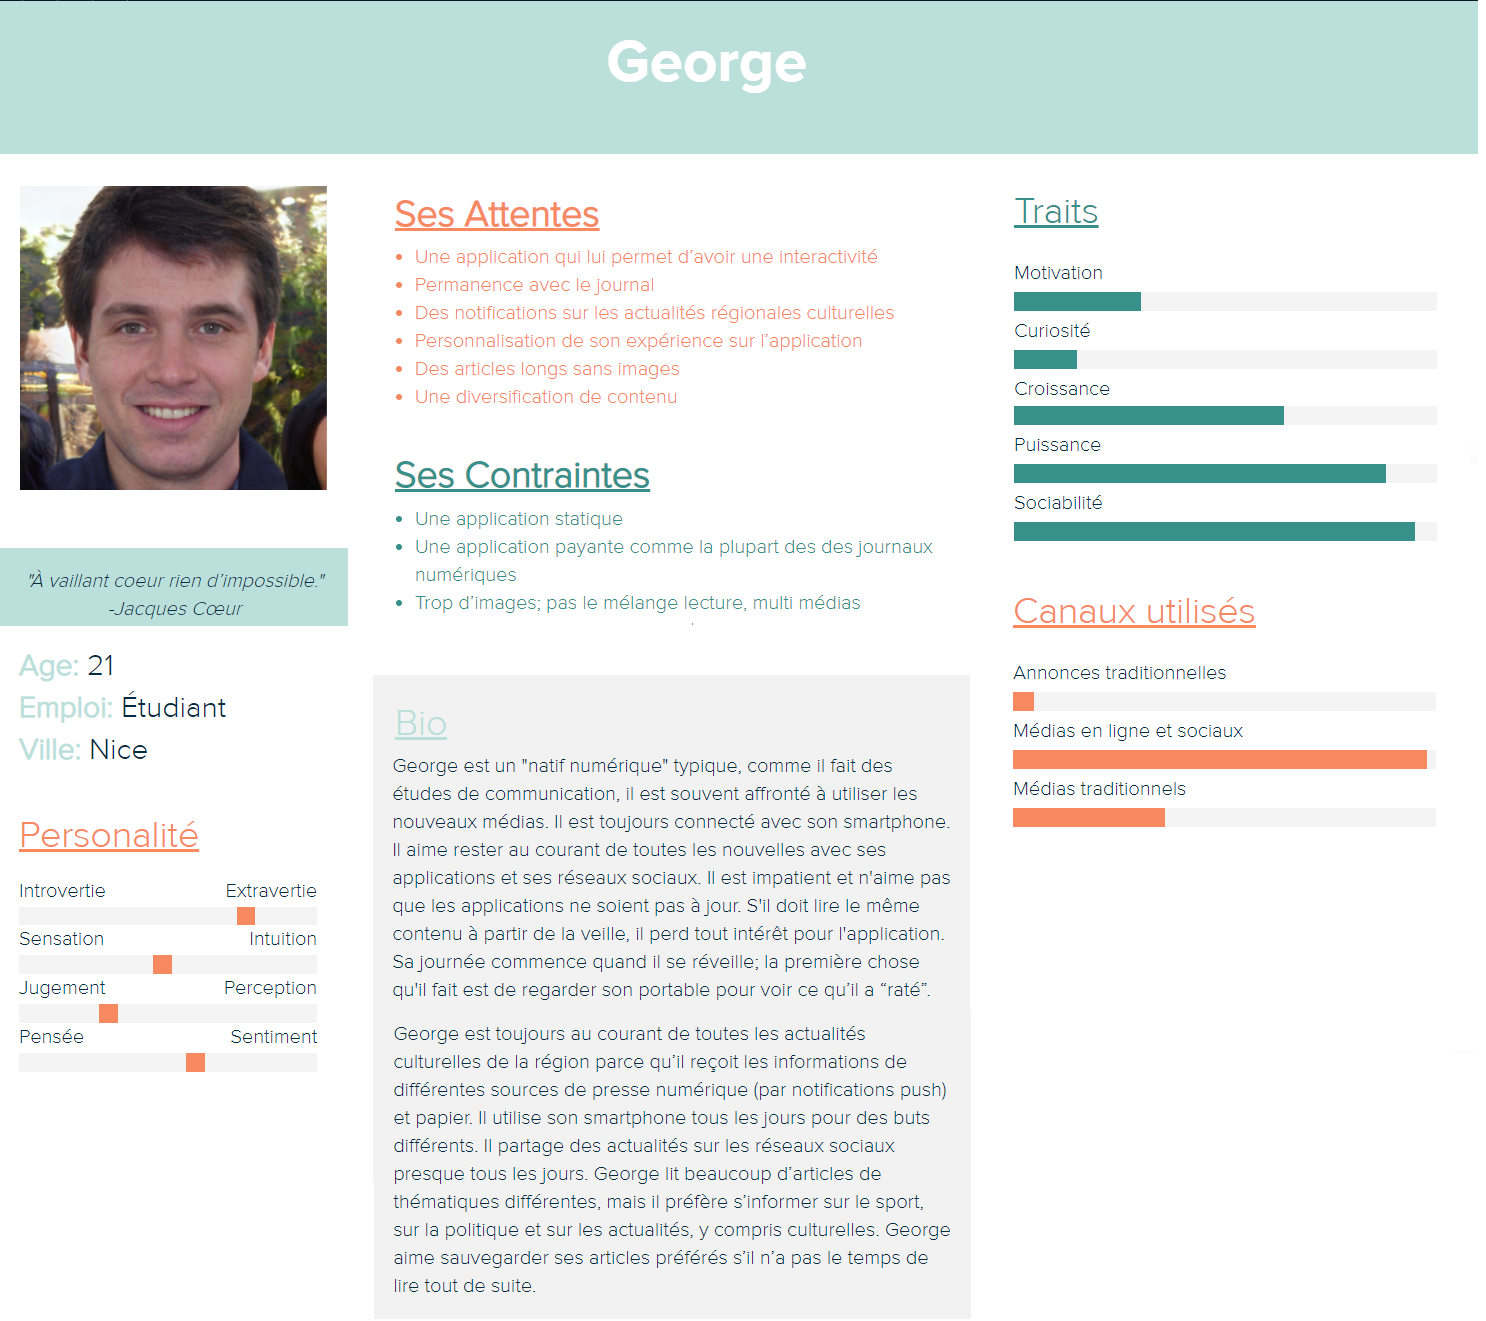 George
"À vaillant coeur rien d’impossible."
-Jacques Cœur
Age: 21
Emploi: Étudiant
Ville: Nice
Personalité
Introvertie Extravertie
Sensation Intuition
Jugement Perception
Pensée Sentiment
Ses Attentes
• Une application qui lui permet d’avoir une interactivité
• Permanence avec le journal
• Des notifications sur les actualités régionales culturelles
• Personnalisation de son expérience sur l’application
• Des articles longs sans images
• Une diversification de contenu
Ses Contraintes
• Une application statique
• Une application payante comme la plupart des des journaux
numériques
• Trop d’images; pas le mélange lecture, multi médias
Bio
George est un "natif numérique" typique, comme il fait des
études de communication, il est souvent affronté à utiliser les
nouveaux médias. Il est toujours connecté avec son smartphone.
Il aime rester au courant de toutes les nouvelles avec ses
applications et ses réseaux sociaux. Il est impatient et n'aime pas
que les applications ne soient pas à jour. S'il doit lire le même
contenu à partir de la veille, il perd tout intérêt pour l'application.
Sa journée commence quand il se réveille; la première chose
qu'il fait est de regarder son portable pour voir ce qu’il a “raté”.
George est toujours au courant de toutes les actualités
culturelles de la région parce qu’il reçoit les informations de
différentes sources de presse numérique (par notifications push)
et papier. Il utilise son smartphone tous les jours pour des buts
différents. Il partage des actualités sur les réseaux sociaux
presque tous les jours. George lit beaucoup d’articles de
thématiques différentes, mais il préfère s’informer sur le sport,
sur la politique et sur les actualités, y compris culturelles. George
aime sauvegarder ses articles préférés s’il n’a pas le temps de
lire tout de suite.
Traits
Motivation
Curiosité
Croissance
Puissance
Sociabilité
Canaux utilisés
Annonces traditionnelles
Médias en ligne et sociaux
Médias traditionnels